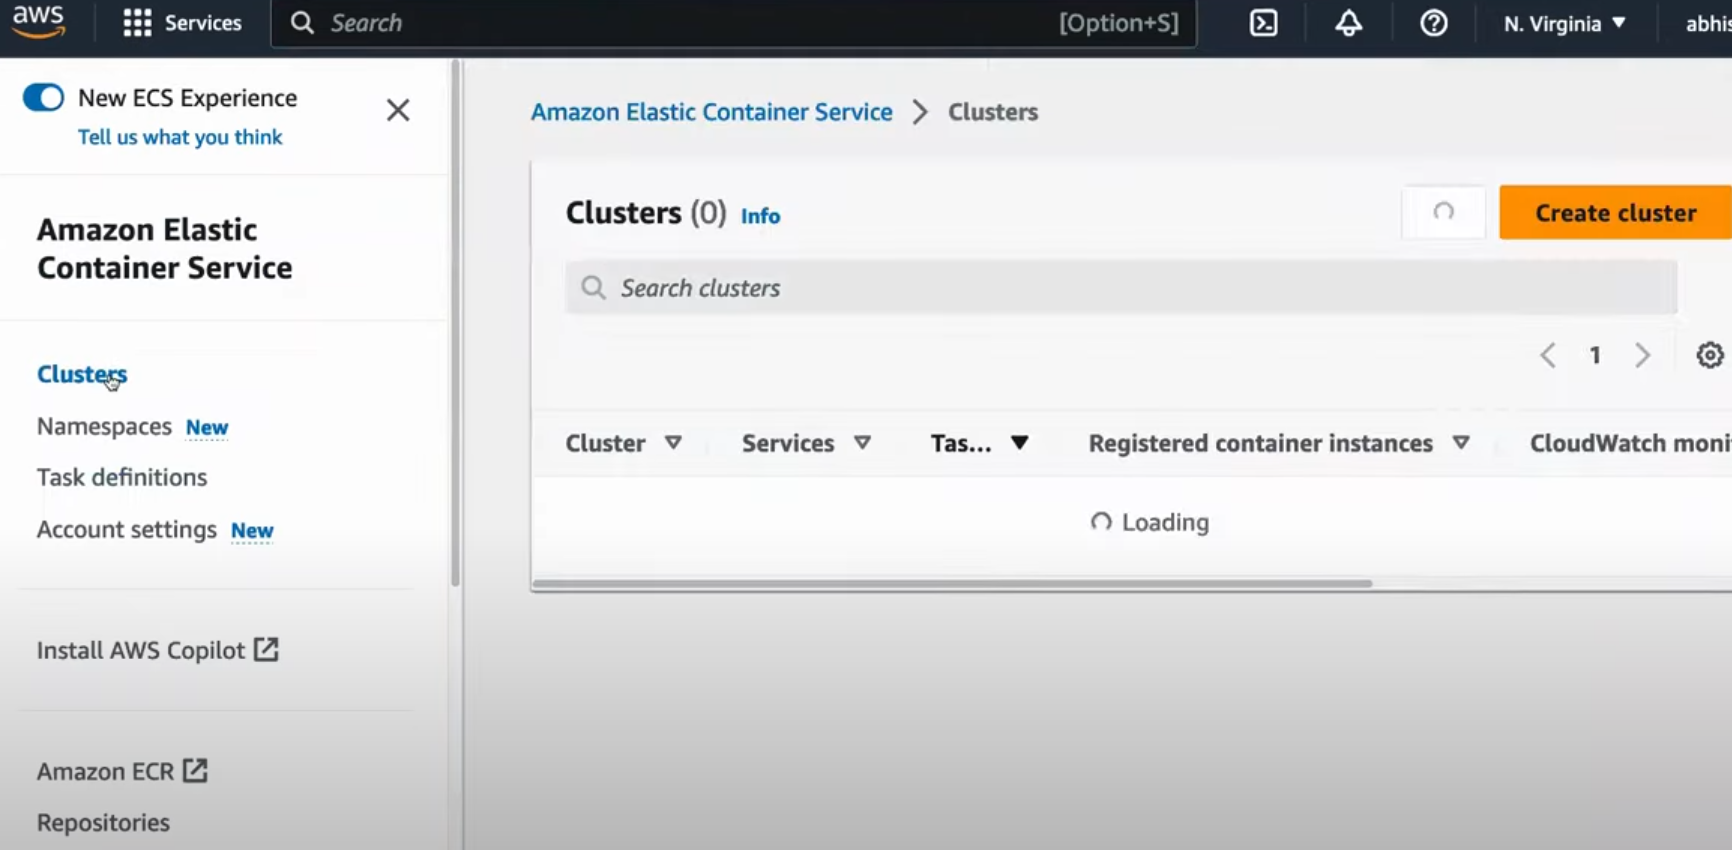 aws
Services
Search
[Option+S]
N. Virginia
New ECS Experience
Tell us what you think
Amazon Elastic
Container Service
Clusters
Namespaces New
Task definitions
Account settings New
Install AWS Copilot
Amazon ECR
Repositories
Amazon Elastic Container Service > Clusters
Clusters (0) Info
Create cluster
Search clusters
1
Cluster Services Tas... Registered container instances CloudWatch
Loading